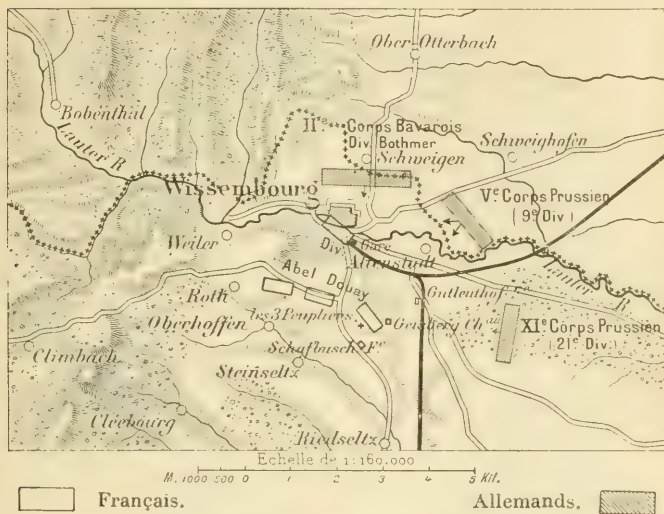 Ober Otterbach
Bobenthal
Lauter R.
IIe Corps Bavarois
Div. Bothmer
Schweigen
Schweighofen
Wissembourg
Ve Corps Prussien
(9e Div)
Weiler
Div. Abel Douay
Gare
Altenstadt
Lauter R.
Roth
Gutleuthof
les 3 Peupliers
Geisberg Chau
XIe Corps Prussien
(21e Div.)
Oberhoffen
Schafbusch Fe
Climbach
Steinseltz
Cleebourg
Riedseltz
Echelle de 1:160.000
M. 1000 500 0 1 2 3 4 5 Kil.
Français. Allemands.